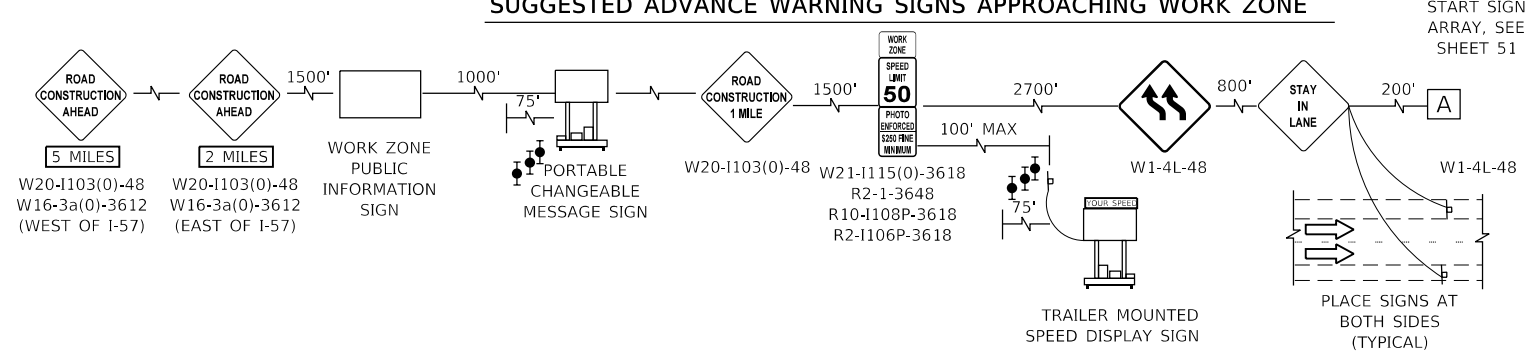 SUGGESTED ADVANCE WARNING SIGNS APPROACHING WORK ZONE
START SIGN
ARRAY, SEE
SHEET 51
ROAD
CONSTRUCTION
AHEAD
5 MILES
W20-I103(0)-48
W16-3a(0)-3612
(WEST OF I-57)
ROAD
CONSTRUCTION
AHEAD
2 MILES
W20-I103(0)-48
W16-3a(0)-3612
(EAST OF I-57)
1500'
WORK ZONE
PUBLIC
INFORMATION
SIGN
1000'
75'
PORTABLE
CHANGEABLE
MESSAGE SIGN
ROAD
CONSTRUCTION
1 MILE
W20-I103(0)-48
1500'
WORK
ZONE
SPEED
LIMIT
50
PHOTO
ENFORCED
$250 FINE
MINIMUM
W21-I115(0)-3618
R2-1-3648
R10-I108P-3618
R2-I106P-3618
2700'
100' MAX
75'
YOUR SPEED
TRAILER MOUNTED
SPEED DISPLAY SIGN
W1-4L-48
800'
STAY
IN
LANE
200'
A
W1-4L-48
PLACE SIGNS AT
BOTH SIDES
(TYPICAL)